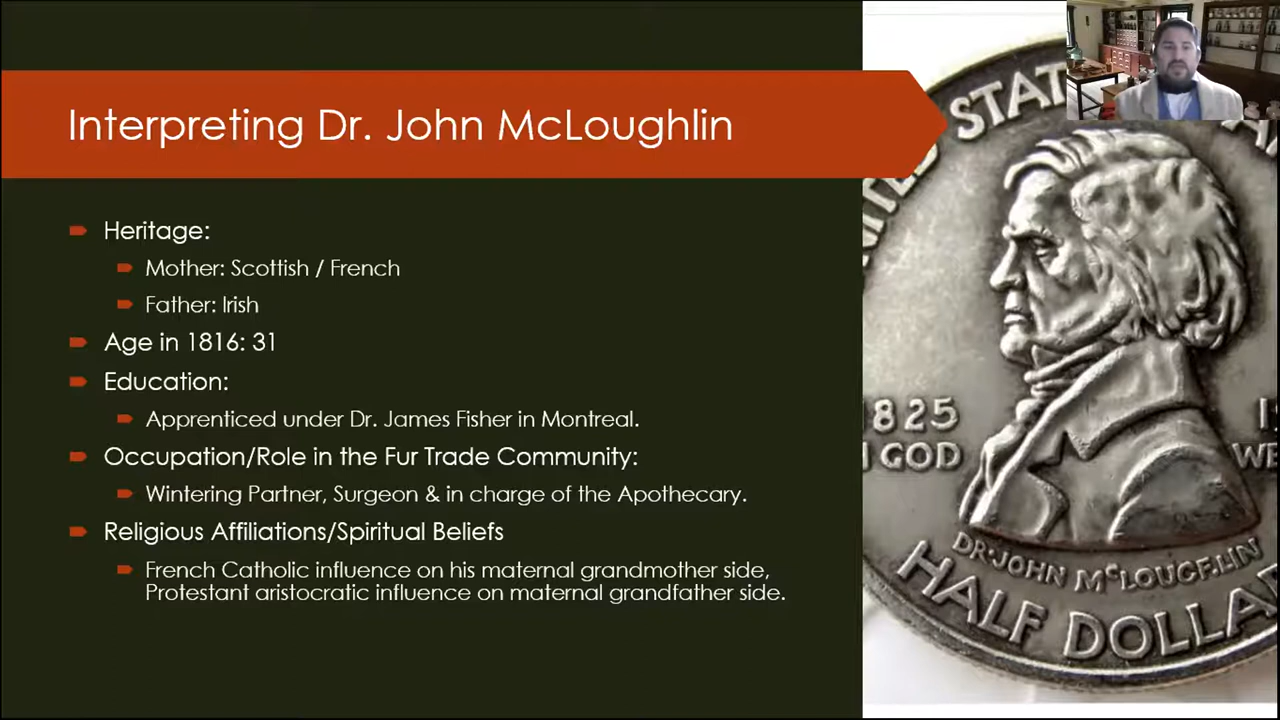 Interpreting Dr. John McLoughlin
Heritage:
Mother: Scottish / French
Father: Irish
Age in 1816: 31
Education:
Apprenticed under Dr. James Fisher in Montreal.
Occupation/Role in the Fur Trade Community:
Wintering Partner, Surgeon & in charge of the Apothecary.
Religious Affiliations/Spiritual Beliefs
French Catholic influence on his maternal grandmother side,
Protestant aristocratic influence on maternal grandfather side.
UNITED STAT
825
GOD
WE
DR. JOHN McLOUGHLIN
HALF DOLLA